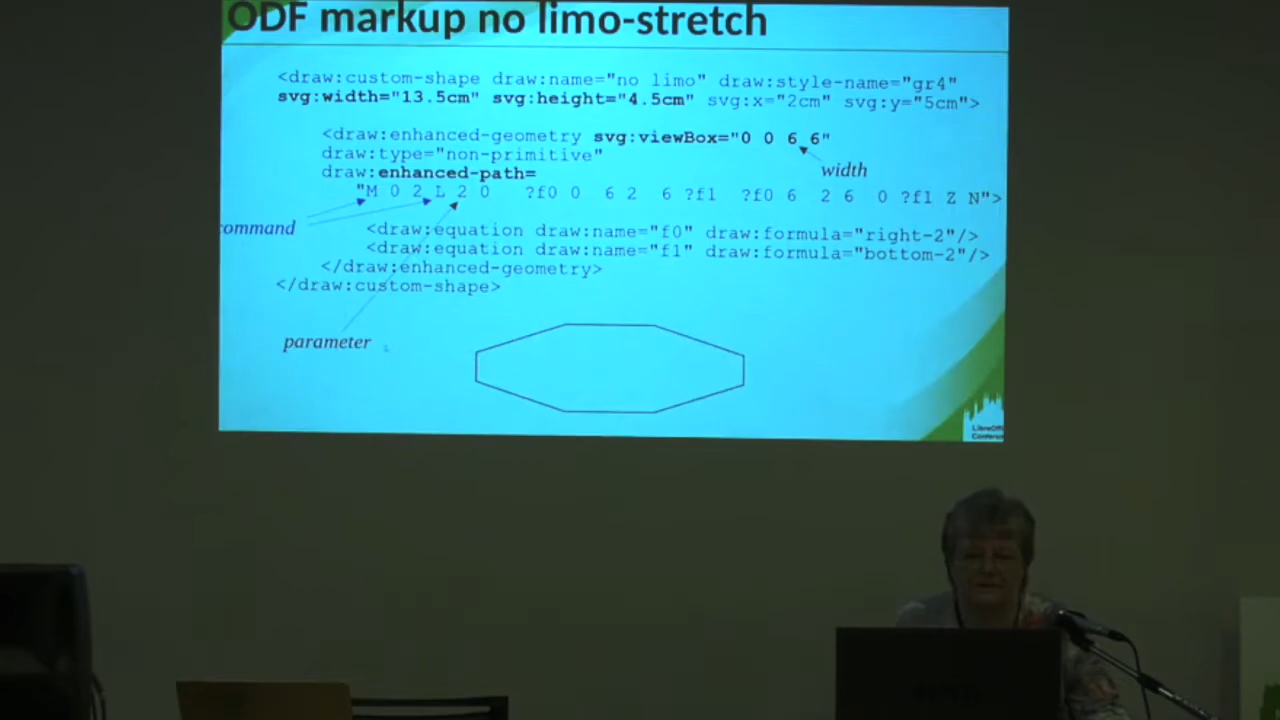 ODF markup no limo-stretch
<draw:custom-shape draw:name="no limo" draw:style-name="gr4"
svg:width="13.5cm" svg:height="4.5cm" svg:x="2cm" svg:y="5cm">
<draw:enhanced-geometry svg:viewBox="0 0 6 6"
draw:type="non-primitive"
width
draw:enhanced-path=
"M 0 2 L 2 0 ?f0 0 6 2 6 ?f1 ?f0 6 2 6 0 ?f1 Z N">
ommand
<draw:equation draw:name="f0" draw:formula="right-2"/>
<draw:equation draw:name="f1" draw:formula="bottom-2"/>
</draw:enhanced-geometry>
</draw:custom-shape>
parameter